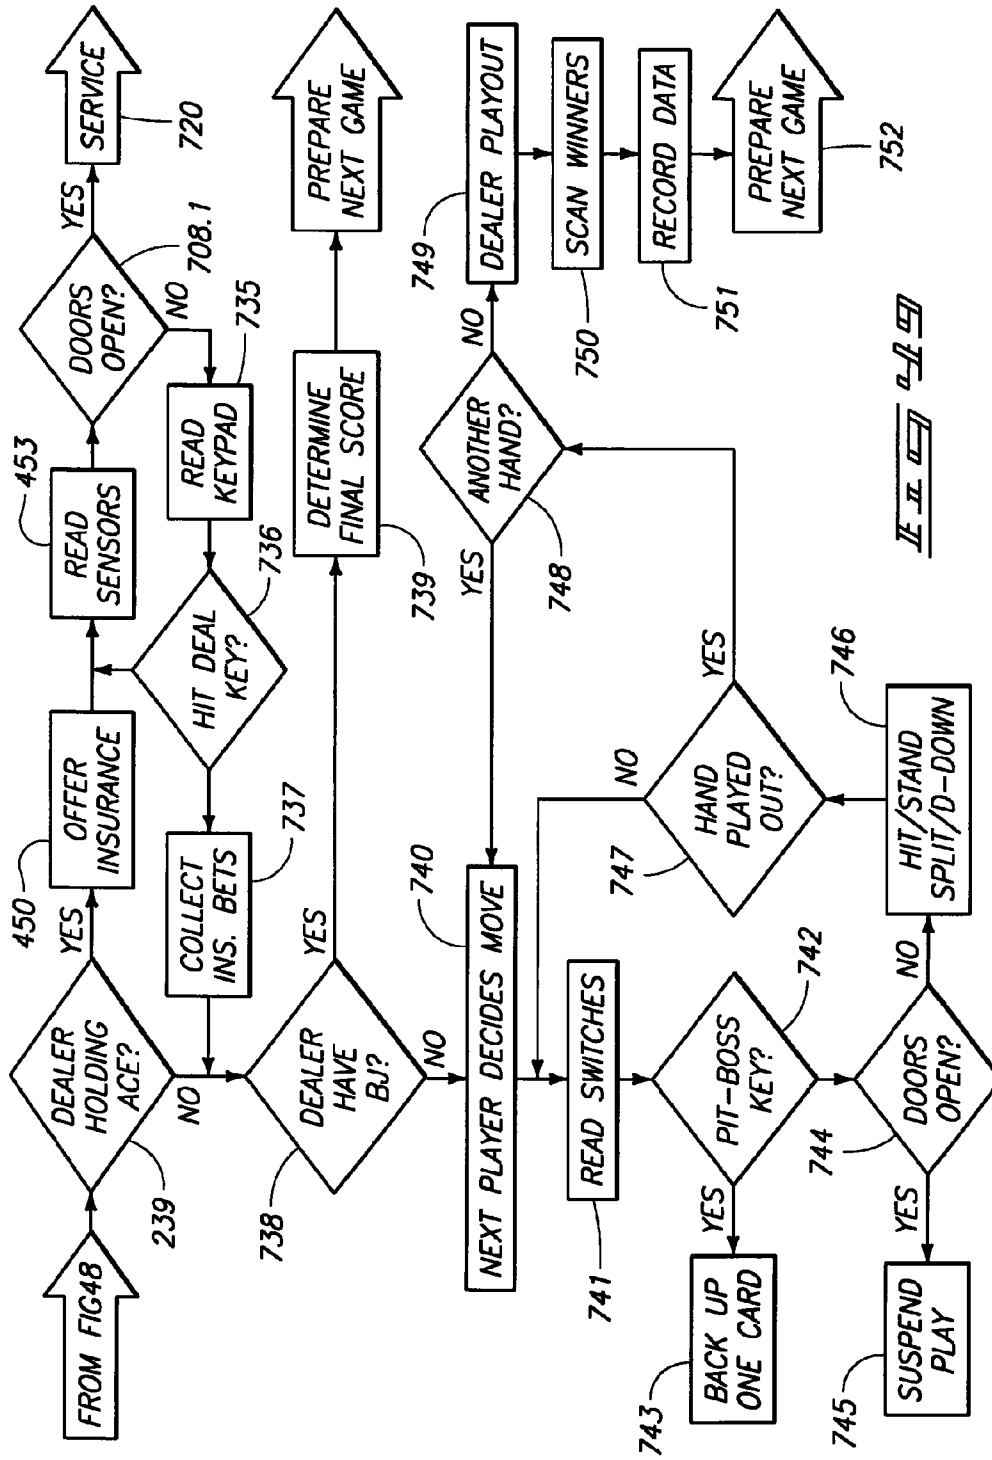 FROM FIG48
DEALER
HOLDING
ACE?
239
YES
NO
450
OFFER
INSURANCE
453
READ
SENSORS
DOORS
OPEN?
708.1
YES
NO
SERVICE
720
READ
KEYPAD
735
HIT DEAL
KEY?
736
COLLECT
INS. BETS
737
DEALER
HAVE
BJ?
738
YES
NO
DETERMINE
FINAL SCORE
739
PREPARE
NEXT GAME
NEXT PLAYER DECIDES MOVE
740
READ SWITCHES
741
PIT-BOSS
KEY?
742
YES
BACK UP
ONE CARD
743
DOORS
OPEN?
744
YES
NO
SUSPEND
PLAY
745
HIT/STAND
SPLIT/D-DOWN
746
HAND
PLAYED
OUT?
747
NO
YES
ANOTHER
HAND?
748
YES
NO
749
DEALER PLAYOUT
SCAN WINNERS
750
RECORD DATA
751
PREPARE
NEXT GAME
752
Fig 49